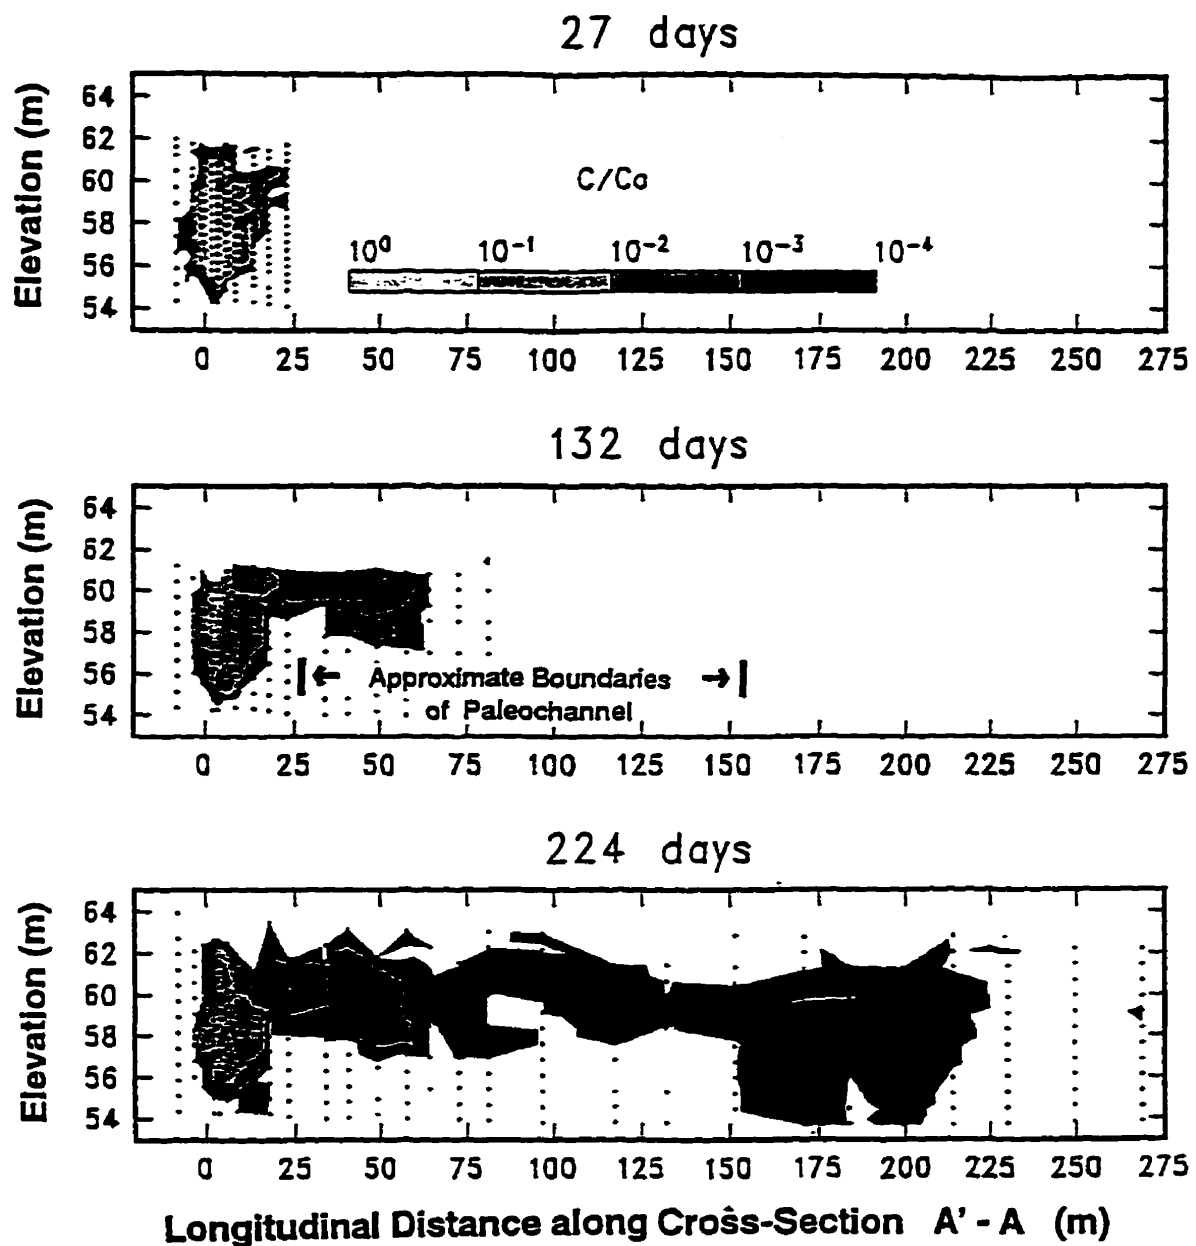 27 days
Elevation (m)
64
62
60
58
56
54
C/Co
10⁰ 10⁻¹ 10⁻² 10⁻³ 10⁻⁴
0 25 50 75 100 125 150 175 200 225 250 275
132 days
Elevation (m)
64
62
60
58
56
54
Approximate Boundaries
of Paleochannel
0 25 50 75 100 125 150 175 200 225 250 275
224 days
Elevation (m)
64
62
60
58
56
54
0 25 50 75 100 125 150 175 200 225 250 275
Longitudinal Distance along Cross-Section A' - A (m)